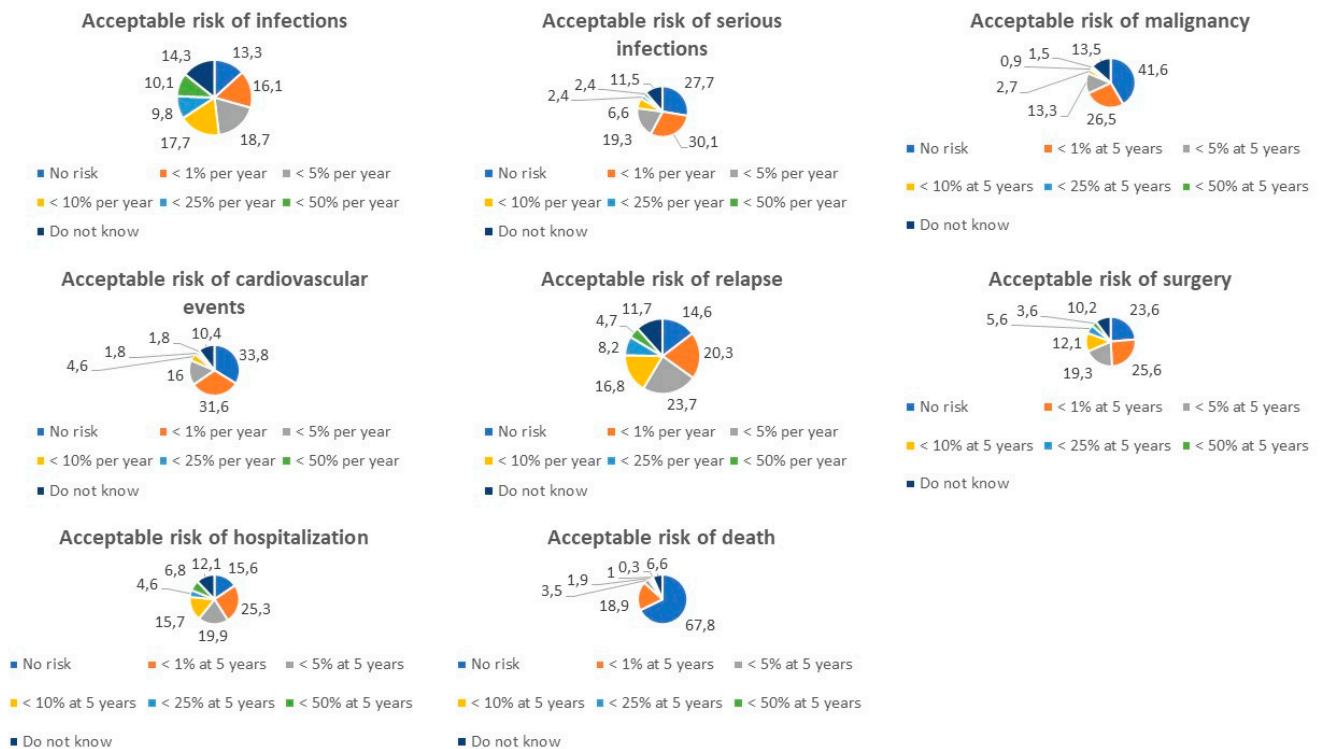 Acceptable risk of infections
14,3
13,3
10,1
16,1
9,8
17,7
18,7
No risk
< 1% per year
< 5% per year
< 10% per year
< 25% per year
< 50% per year
Do not know
Acceptable risk of serious
infections
2,4
11,5
27,7
2,4
6,6
19,3
30,1
No risk
< 1% per year
< 5% per year
< 10% per year
< 25% per year
< 50% per year
Do not know
Acceptable risk of malignancy
1,5
13,5
0,9
41,6
2,7
13,3
26,5
No risk
< 1% at 5 years
< 5% at 5 years
< 10% at 5 years
< 25% at 5 years
< 50% at 5 years
Do not know
Acceptable risk of cardiovascular
events
1,8
10,4
1,8
33,8
4,6
16
31,6
No risk
< 1% per year
< 5% per year
< 10% per year
< 25% per year
< 50% per year
Do not know
Acceptable risk of relapse
11,7
14,6
4,7
8,2
20,3
16,8
23,7
No risk
< 1% per year
< 5% per year
< 10% per year
< 25% per year
< 50% per year
Do not know
Acceptable risk of surgery
3,6
10,2
23,6
5,6
12,1
19,3
25,6
No risk
< 1% at 5 years
< 5% at 5 years
< 10% at 5 years
< 25% at 5 years
< 50% at 5 years
Do not know
Acceptable risk of hospitalization
6,8
12,1
15,6
4,6
25,3
15,7
19,9
No risk
< 1% at 5 years
< 5% at 5 years
< 10% at 5 years
< 25% at 5 years
< 50% at 5 years
Do not know
Acceptable risk of death
1,9
1
0,3
6,6
3,5
18,9
67,8
No risk
< 1% at 5 years
< 5% at 5 years
< 10% at 5 years
< 25% at 5 years
< 50% at 5 years
Do not know